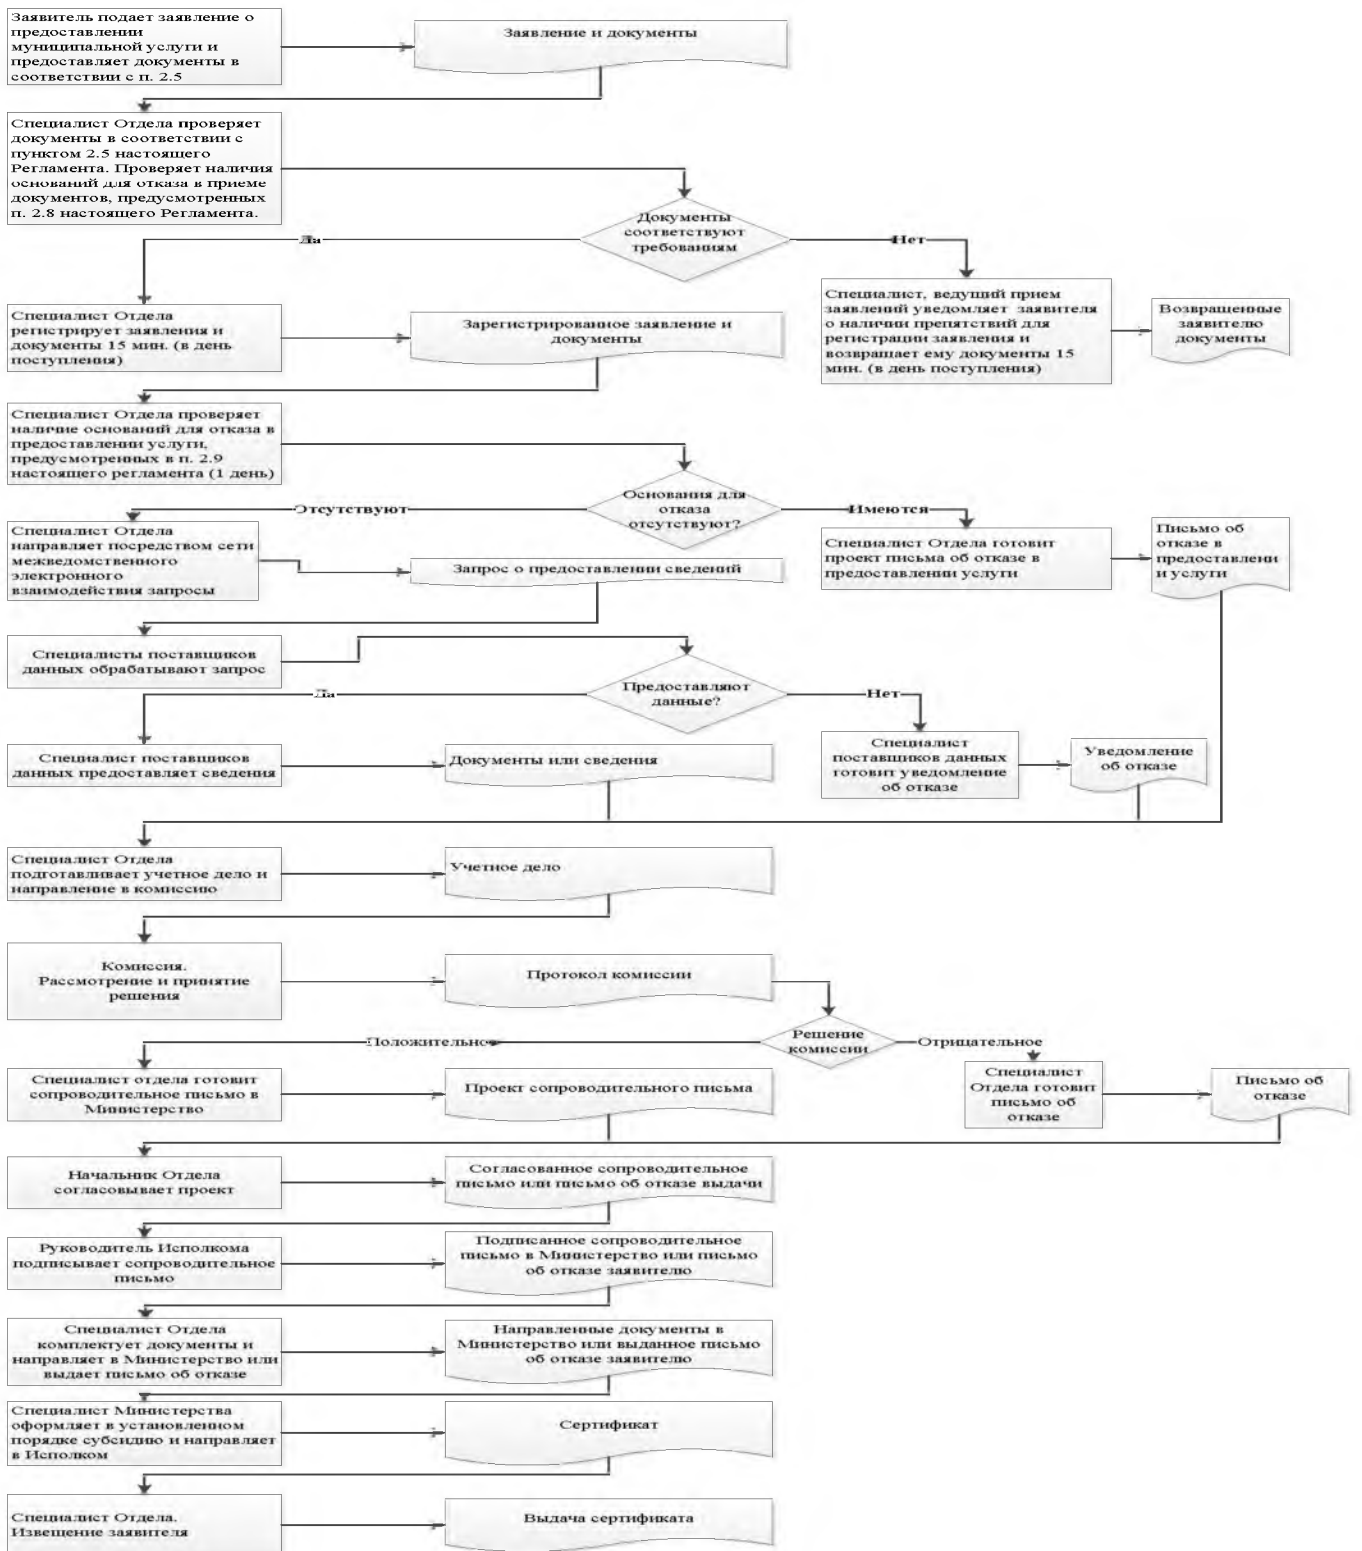 Заявитель подает заявление о
предоставлении
муниципальной услуги и
предоставляет документы в
соответствии с п. 2.5
Заявление и документы
Специалист Отдела проверяет
документы в соответствии с
пунктом 2.5 настоящего
Регламента. Проверяет наличия
оснований для отказа в приеме
документов, предусмотренных
п. 2.8 настоящего Регламента.
Документы
соответствуют
требованиям
Да
Нет
Специалист Отдела
регистрирует заявления и
документы 15 мин. (в день
поступления)
Зарегистрированное заявление и
документы
Специалист, ведущий прием
заявлений уведомляет заявителя
о наличии препятствий для
регистрации заявления и
возвращает ему документы 15
мин. (в день поступления)
Возвращенные
заявителю
документы
Специалист Отдела проверяет
наличие оснований для отказа в
предоставлении услуги,
предусмотренных в п. 2.9
настоящего регламента (1 день)
Основания для
отказа
отсутствуют?
Отсутствуют
Имеются
Специалист Отдела
направляет посредством сети
межведомственного
электронного
взаимодействия запросы
Запрос о предоставлении сведений
Специалист Отдела готовит
проект письма об отказе в
предоставлении услуги
Письмо об
отказе в
предоставлени
и услуги
Специалисты поставщиков
данных обрабатывают запрос
Предоставляют
данные?
Да
Нет
Специалист поставщиков
данных предоставляет сведения
Документы или сведения
Специалист
поставщиков данных
готовит уведомление
об отказе
Уведомление
об отказе
Специалист Отдела
подготавливает учетное дело и
направление в комиссию
Учетное дело
Комиссия.
Рассмотрение и принятие
решения
Протокол комиссии
Решение
комиссии
Положительно
Отрицательное
Специалист отдела готовит
сопроводительное письмо в
Министерство
Проект сопроводительного письма
Специалист
Отдела готовит
письмо об
отказе
Письмо об
отказе
Начальник Отдела
согласовывает проект
Согласованное сопроводительное
письмо или письмо об отказе выдачи
Руководитель Исполкома
подписывает сопроводительное
письмо
Подписанное сопроводительное
письмо в Министерство или письмо
об отказе заявителю
Специалист Отдела
комплектует документы и
направляет в Министерство или
выдает письмо об отказе
Направленные документы в
Министерство или выданное письмо
об отказе заявителю
Специалист Министерства
оформляет в установленном
порядке субсидию и направляет
в Исполком
Сертификат
Специалист Отдела.
Извещение заявителя
Выдача сертификата